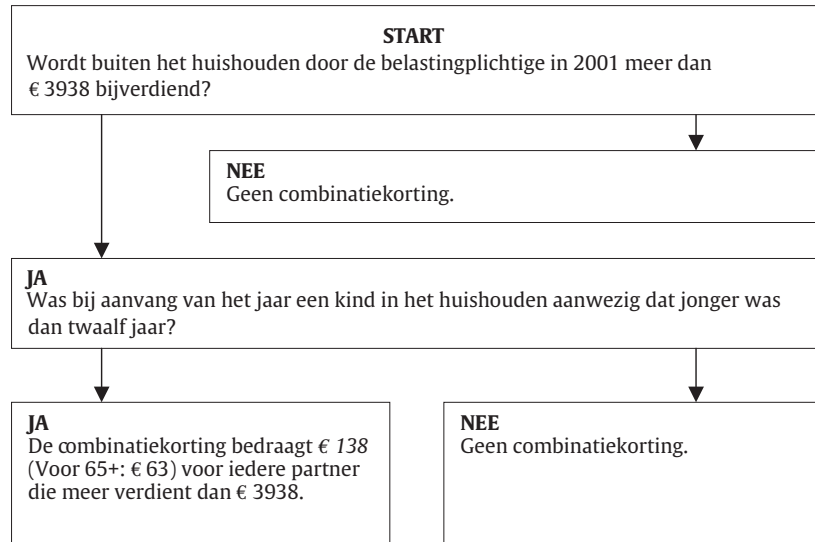 START
Wordt buiten het huishouden door de belastingplichtige in 2001 meer dan
€ 3938 bijverdiend?
NEE
Geen combinatiekorting.
JA
Was bij aanvang van het jaar een kind in het huishouden aanwezig dat jonger was
dan twaalf jaar?
JA
De combinatiekorting bedraagt € 138
(Voor 65+: € 63) voor iedere partner
die meer verdient dan € 3938.
NEE
Geen combinatiekorting.